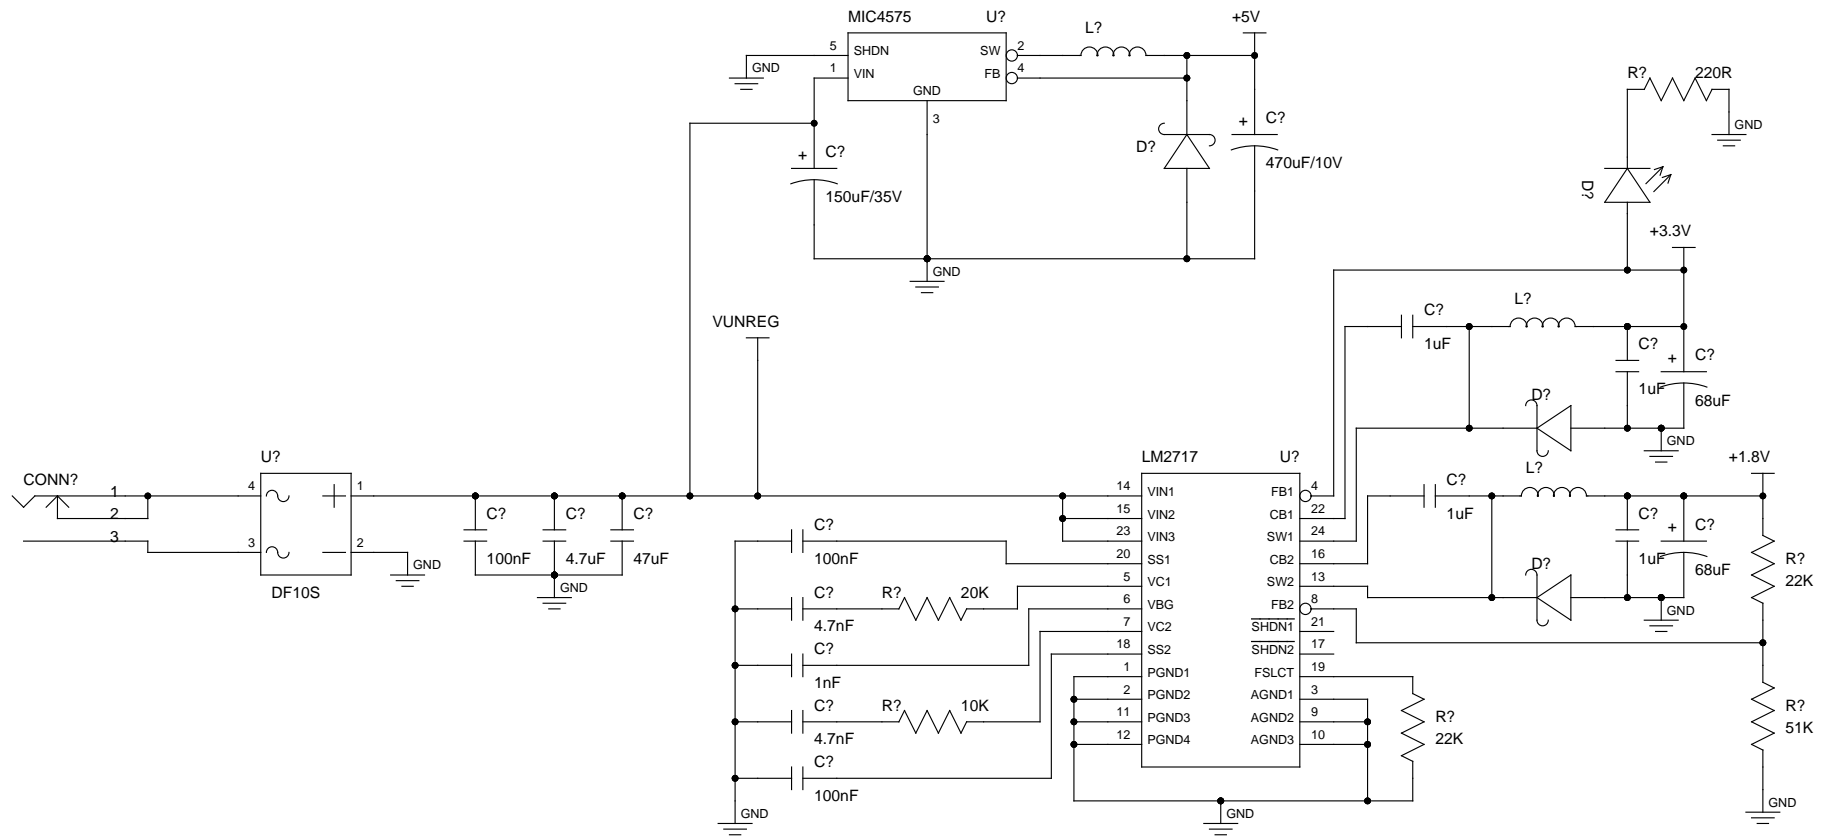 MIC4575 U?
5 SHDN
1 VIN
SW 2
FB 4
GND
3
GND
L?
+5V
+ C?
150uF/35V
D?
+ C?
470uF/10V
GND
R? 220R
GND
D?
+3.3V
VUNREG
C?
1uF
L?
C?
1uF
+ C?
68uF
D?
GND
CONN?
1
2
3
U?
4
3
1
2
DF10S
GND
C?
100nF
C?
4.7uF
C?
47uF
GND
C?
100nF
C?
4.7nF
R? 20K
C?
1nF
C?
4.7nF
R? 10K
C?
100nF
GND
LM2717 U?
14 VIN1
15 VIN2
23 VIN3
20 SS1
5 VC1
6 VBG
7 VC2
18 SS2
1 PGND1
2 PGND2
11 PGND3
12 PGND4
FB1 4
CB1 22
SW1 24
CB2 16
SW2 13
FB2 8
SHDN1 21
SHDN2 17
FSLCT 19
AGND1 3
AGND2 9
AGND3 10
R?
22K
GND
C?
1uF
L?
+1.8V
C?
1uF
+ C?
68uF
D?
GND
R?
22K
R?
51K
GND